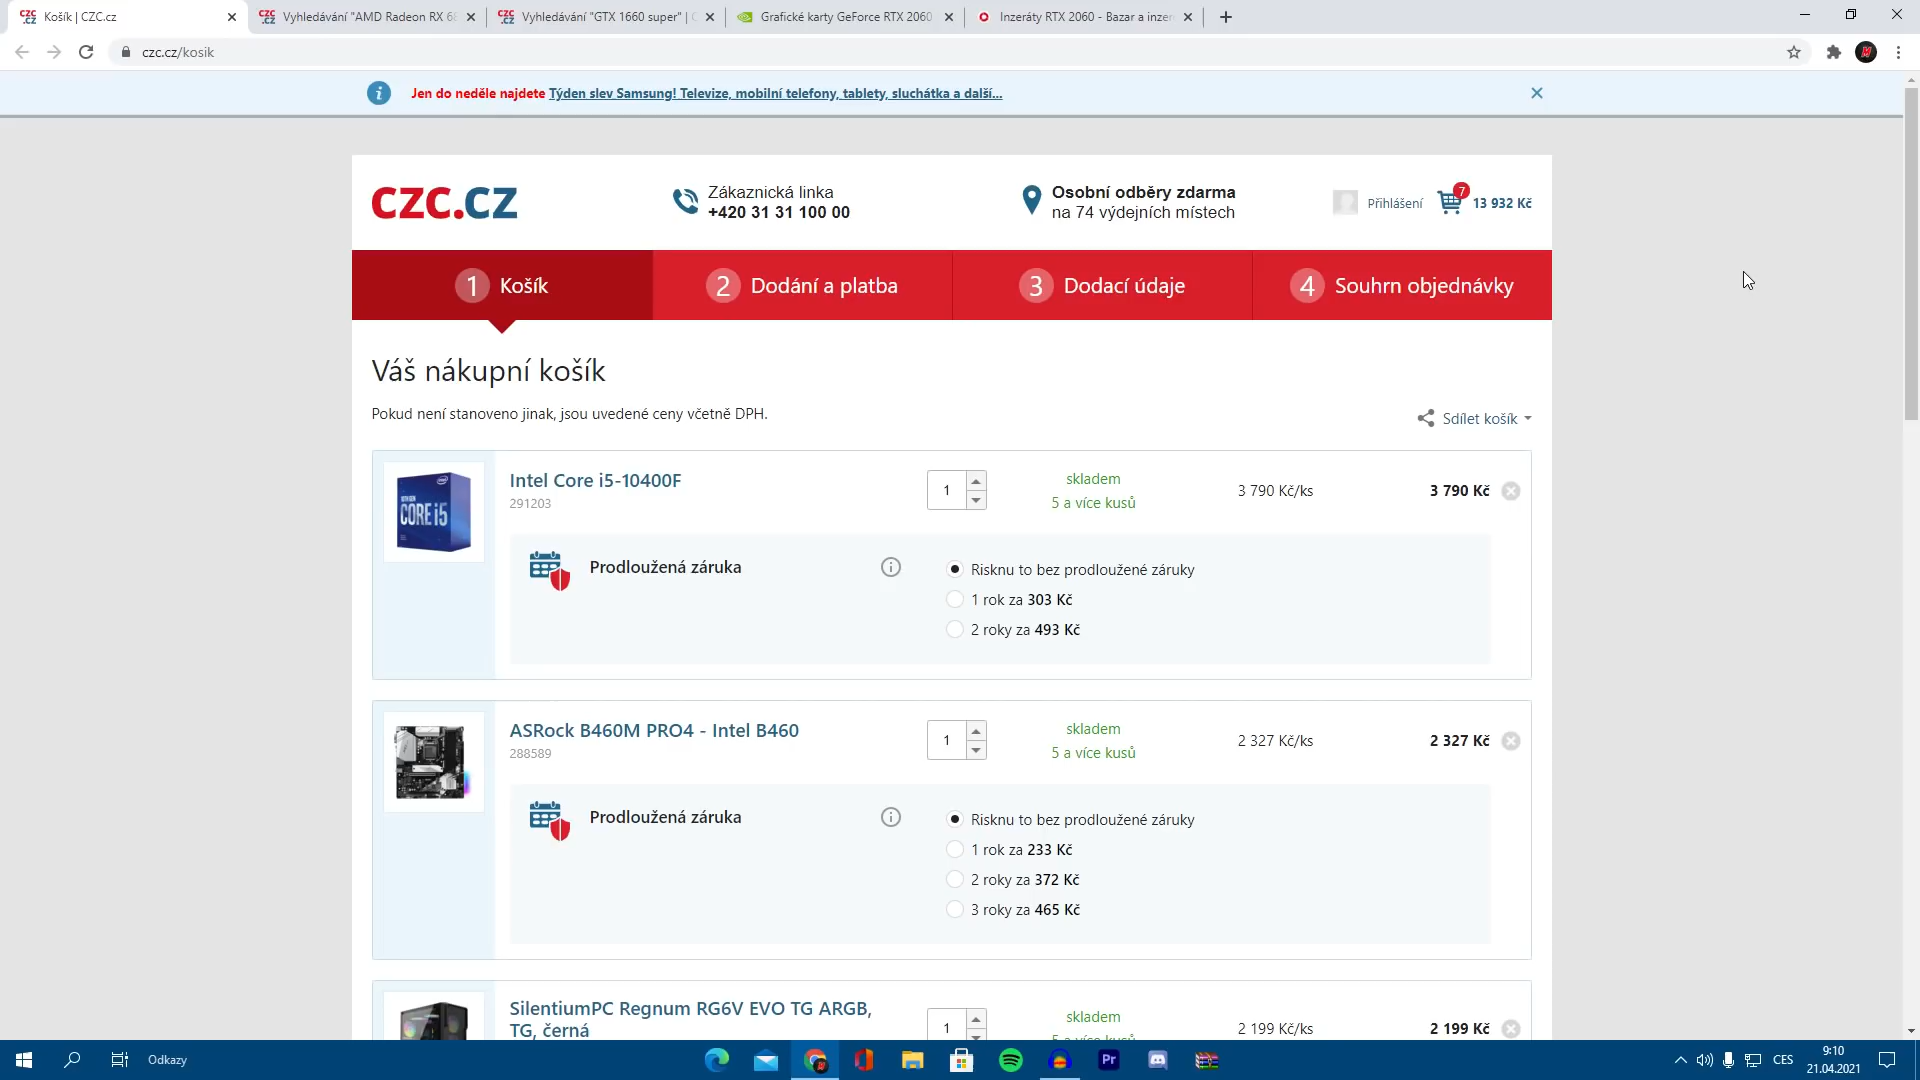 Košík | CZC.cz
Vyhledávání "AMD Radeon RX 68
Vyhledávání "GTX 1660 super" | C
Grafické karty GeForce RTX 2060
Inzeráty RTX 2060 - Bazar a inzer
czc.cz/kosik
Jen do neděle najdete Týden slev Samsung! Televize, mobilní telefony, tablety, sluchátka a další...
CZC.CZ
Zákaznická linka
+420 31 31 100 00
Osobní odběry zdarma
na 74 výdejních místech
Přihlášení
7
13 932 Kč
1 Košík
2 Dodání a platba
3 Dodací údaje
4 Souhrn objednávky
Váš nákupní košík
Pokud není stanoveno jinak, jsou uvedené ceny včetně DPH.
Sdílet košík
Intel Core i5-10400F
291203
1
skladem
5 a více kusů
3 790 Kč/ks
3 790 Kč
Prodloužená záruka
Risknu to bez prodloužené záruky
1 rok za 303 Kč
2 roky za 493 Kč
ASRock B460M PRO4 - Intel B460
288589
1
skladem
5 a více kusů
2 327 Kč/ks
2 327 Kč
Prodloužená záruka
Risknu to bez prodloužené záruky
1 rok za 233 Kč
2 roky za 372 Kč
3 roky za 465 Kč
SilentiumPC Regnum RG6V EVO TG ARGB,
TG, černá
1
skladem
5 a více kusů
2 199 Kč/ks
2 199 Kč
Odkazy
Pr
CES
9:10
21.04.2021
CORE i5